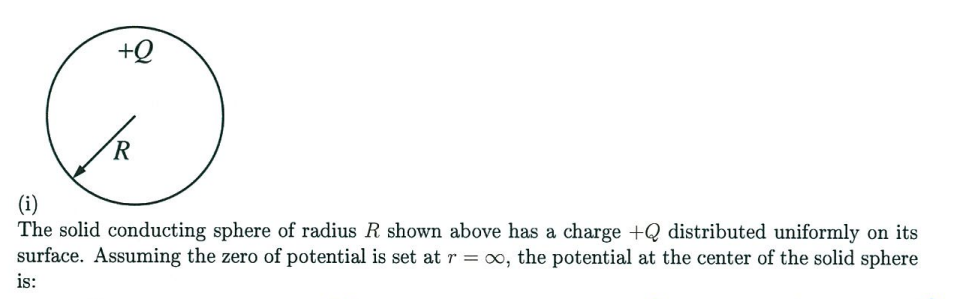 +Q
R
(i)
The solid conducting sphere of radius R shown above has a charge +Q distributed uniformly on its
surface. Assuming the zero of potential is set at r = ∞, the potential at the center of the solid sphere
is: